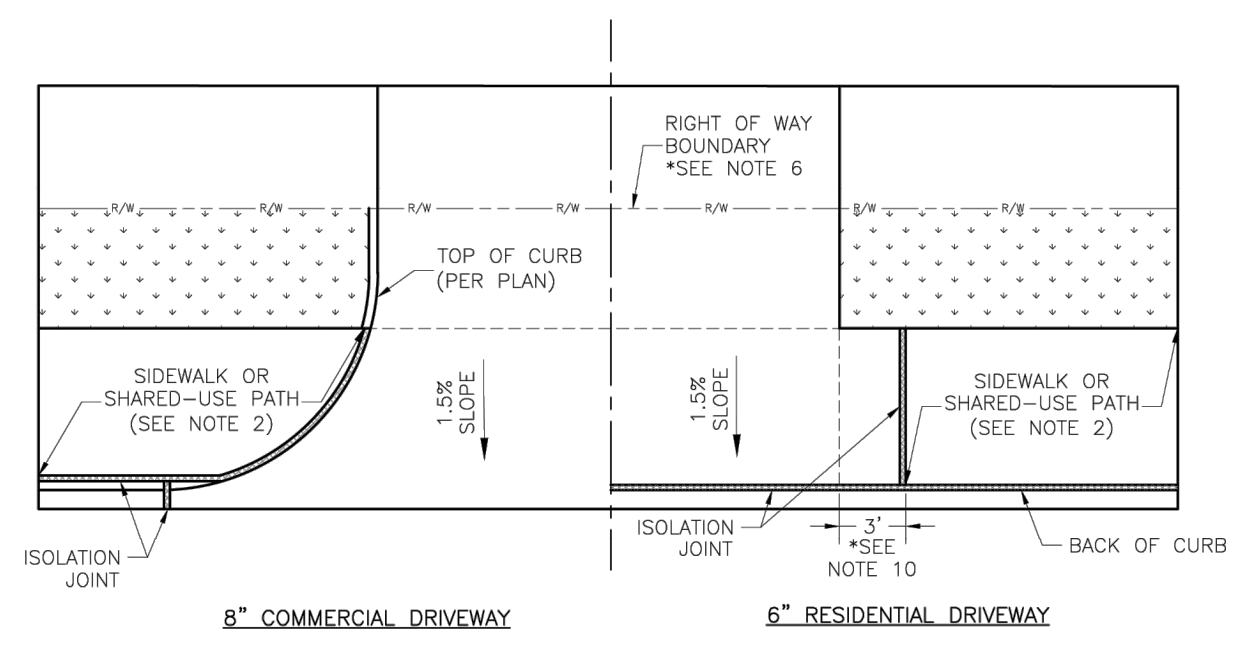 RIGHT OF WAY
BOUNDARY
*SEE NOTE 6
R/W
R/W
R/W
R/W
R/W
R/W
R/W
TOP OF CURB
(PER PLAN)
SIDEWALK OR
SHARED-USE PATH
(SEE NOTE 2)
1.5%
SLOPE
1.5%
SLOPE
SIDEWALK OR
SHARED-USE PATH
(SEE NOTE 2)
ISOLATION
JOINT
ISOLATION
JOINT
3'
*SEE
NOTE 10
BACK OF CURB
8" COMMERCIAL DRIVEWAY
6" RESIDENTIAL DRIVEWAY